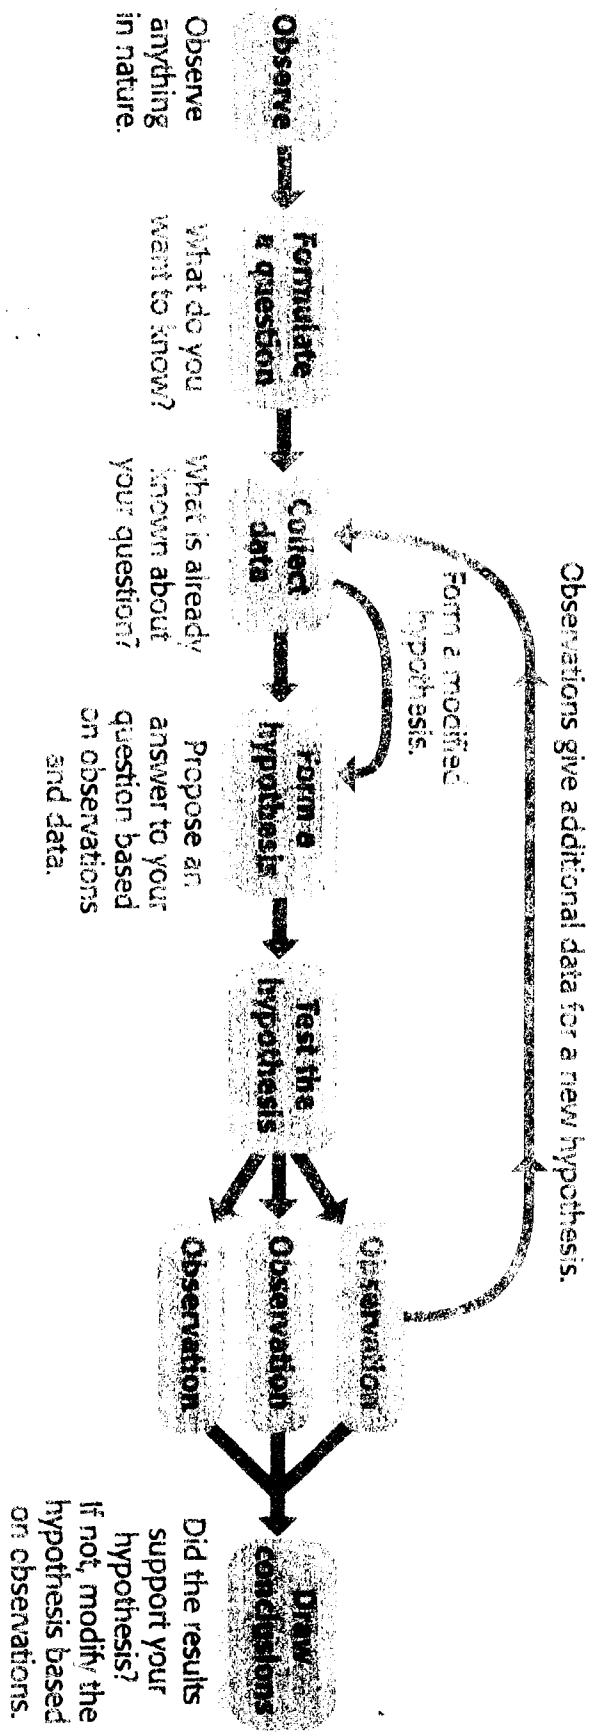 Observations give additional data for a new hypothesis.
Form a modified
hypothesis.
Observe
Observe
anything
in nature.
Formulate
a question
What do you
want to know?
Collect
data
What is already
known about
your question?
Form a
hypothesis
Propose an
answer to your
question based
on observations
and data.
Test the
hypothesis
Observation
Observation
Observation
Draw
conclusions
Did the results
support your
hypothesis?
If not, modify the
hypothesis based
on observations.